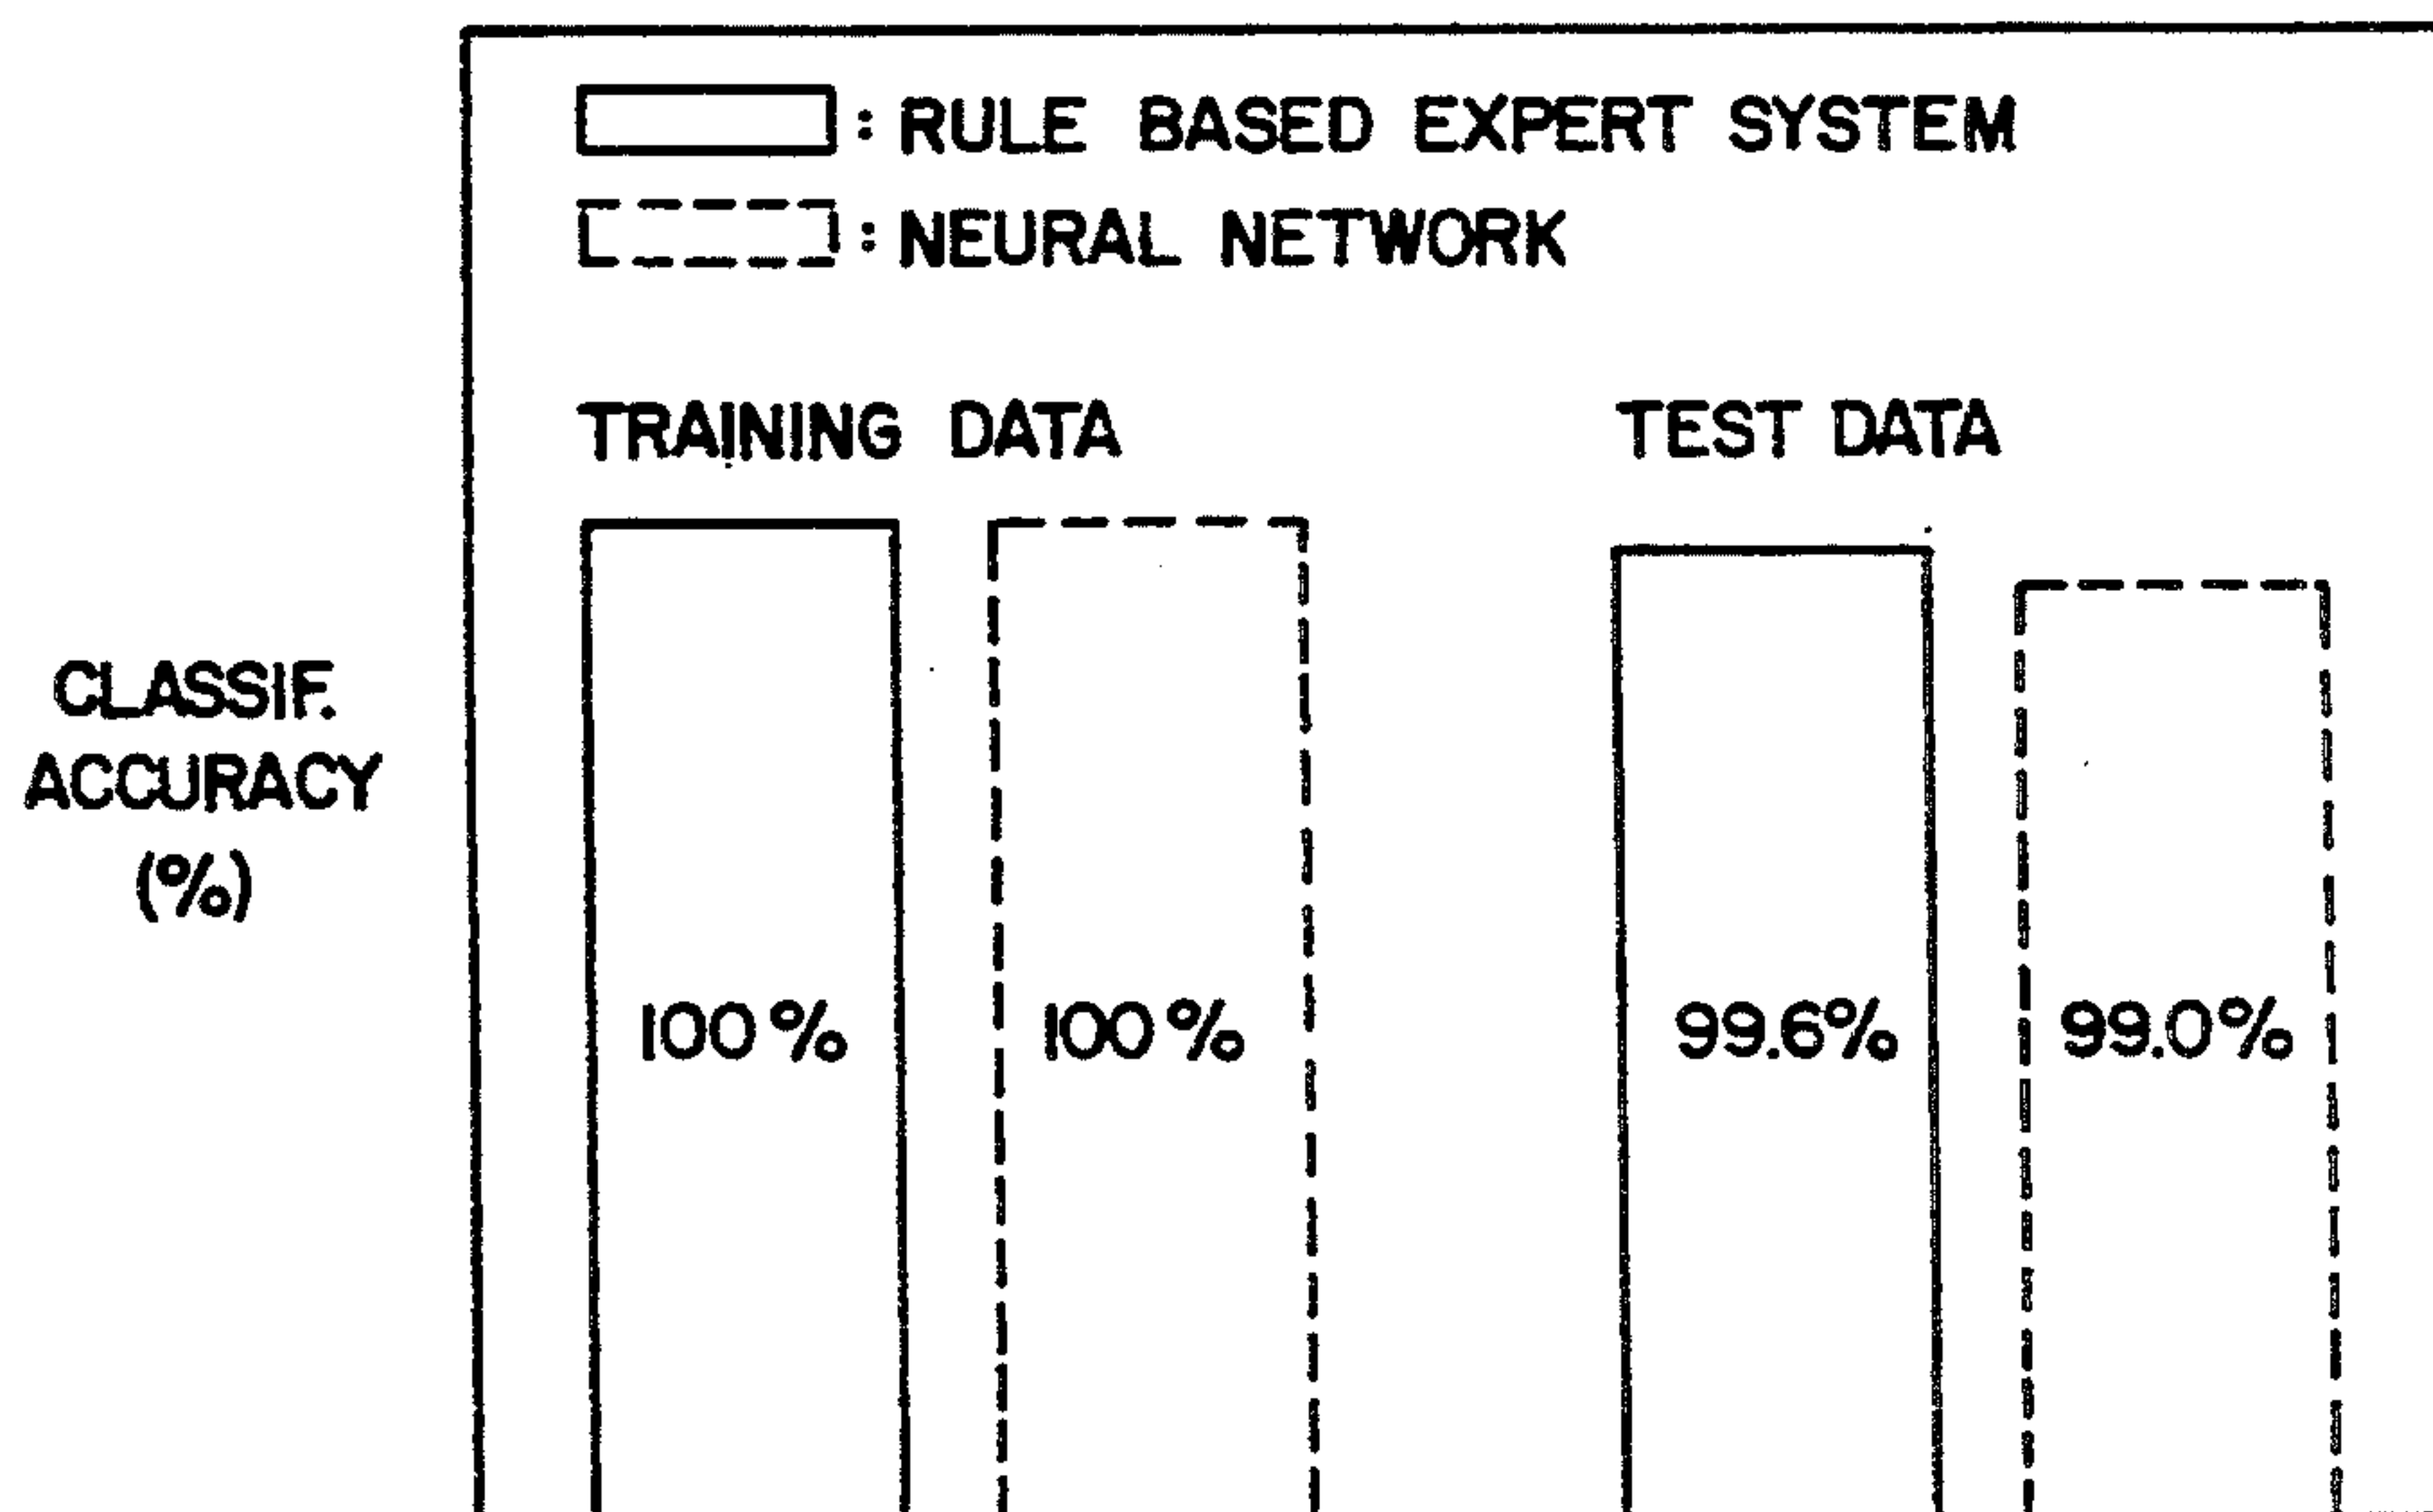 : RULE BASED EXPERT SYSTEM
: NEURAL NETWORK
TRAINING DATA
TEST DATA
CLASSIF.
ACCURACY
(%)
100% 100% 99.6% 99.0%